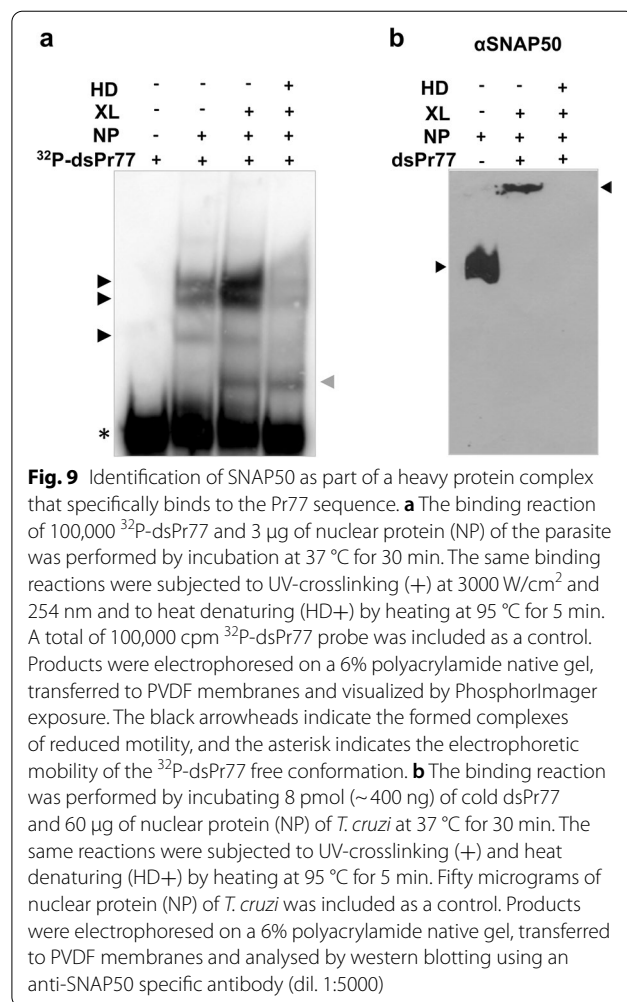 a
HD - - - +
XL - - + +
NP - + + +
³²P-dsPr77 + + + +
*
b
αSNAP50
HD - - +
XL - + +
NP + + +
dsPr77 - + +
Fig. 9 Identification of SNAP50 as part of a heavy protein complex
that specifically binds to the Pr77 sequence. a The binding reaction
of 100,000 ³²P-dsPr77 and 3 µg of nuclear protein (NP) of the parasite
was performed by incubation at 37 °C for 30 min. The same binding
reactions were subjected to UV-crosslinking (+) at 3000 W/cm² and
254 nm and to heat denaturing (HD+) by heating at 95 °C for 5 min.
A total of 100,000 cpm ³²P-dsPr77 probe was included as a control.
Products were electrophoresed on a 6% polyacrylamide native gel,
transferred to PVDF membranes and visualized by PhosphorImager
exposure. The black arrowheads indicate the formed complexes
of reduced motility, and the asterisk indicates the electrophoretic
mobility of the ³²P-dsPr77 free conformation. b The binding reaction
was performed by incubating 8 pmol (~ 400 ng) of cold dsPr77
and 60 µg of nuclear protein (NP) of T. cruzi at 37 °C for 30 min. The
same reactions were subjected to UV-crosslinking (+) and heat
denaturing (HD+) by heating at 95 °C for 5 min. Fifty micrograms of
nuclear protein (NP) of T. cruzi was included as a control. Products
were electrophoresed on a 6% polyacrylamide native gel, transferred
to PVDF membranes and analysed by western blotting using an
anti-SNAP50 specific antibody (dil. 1:5000)